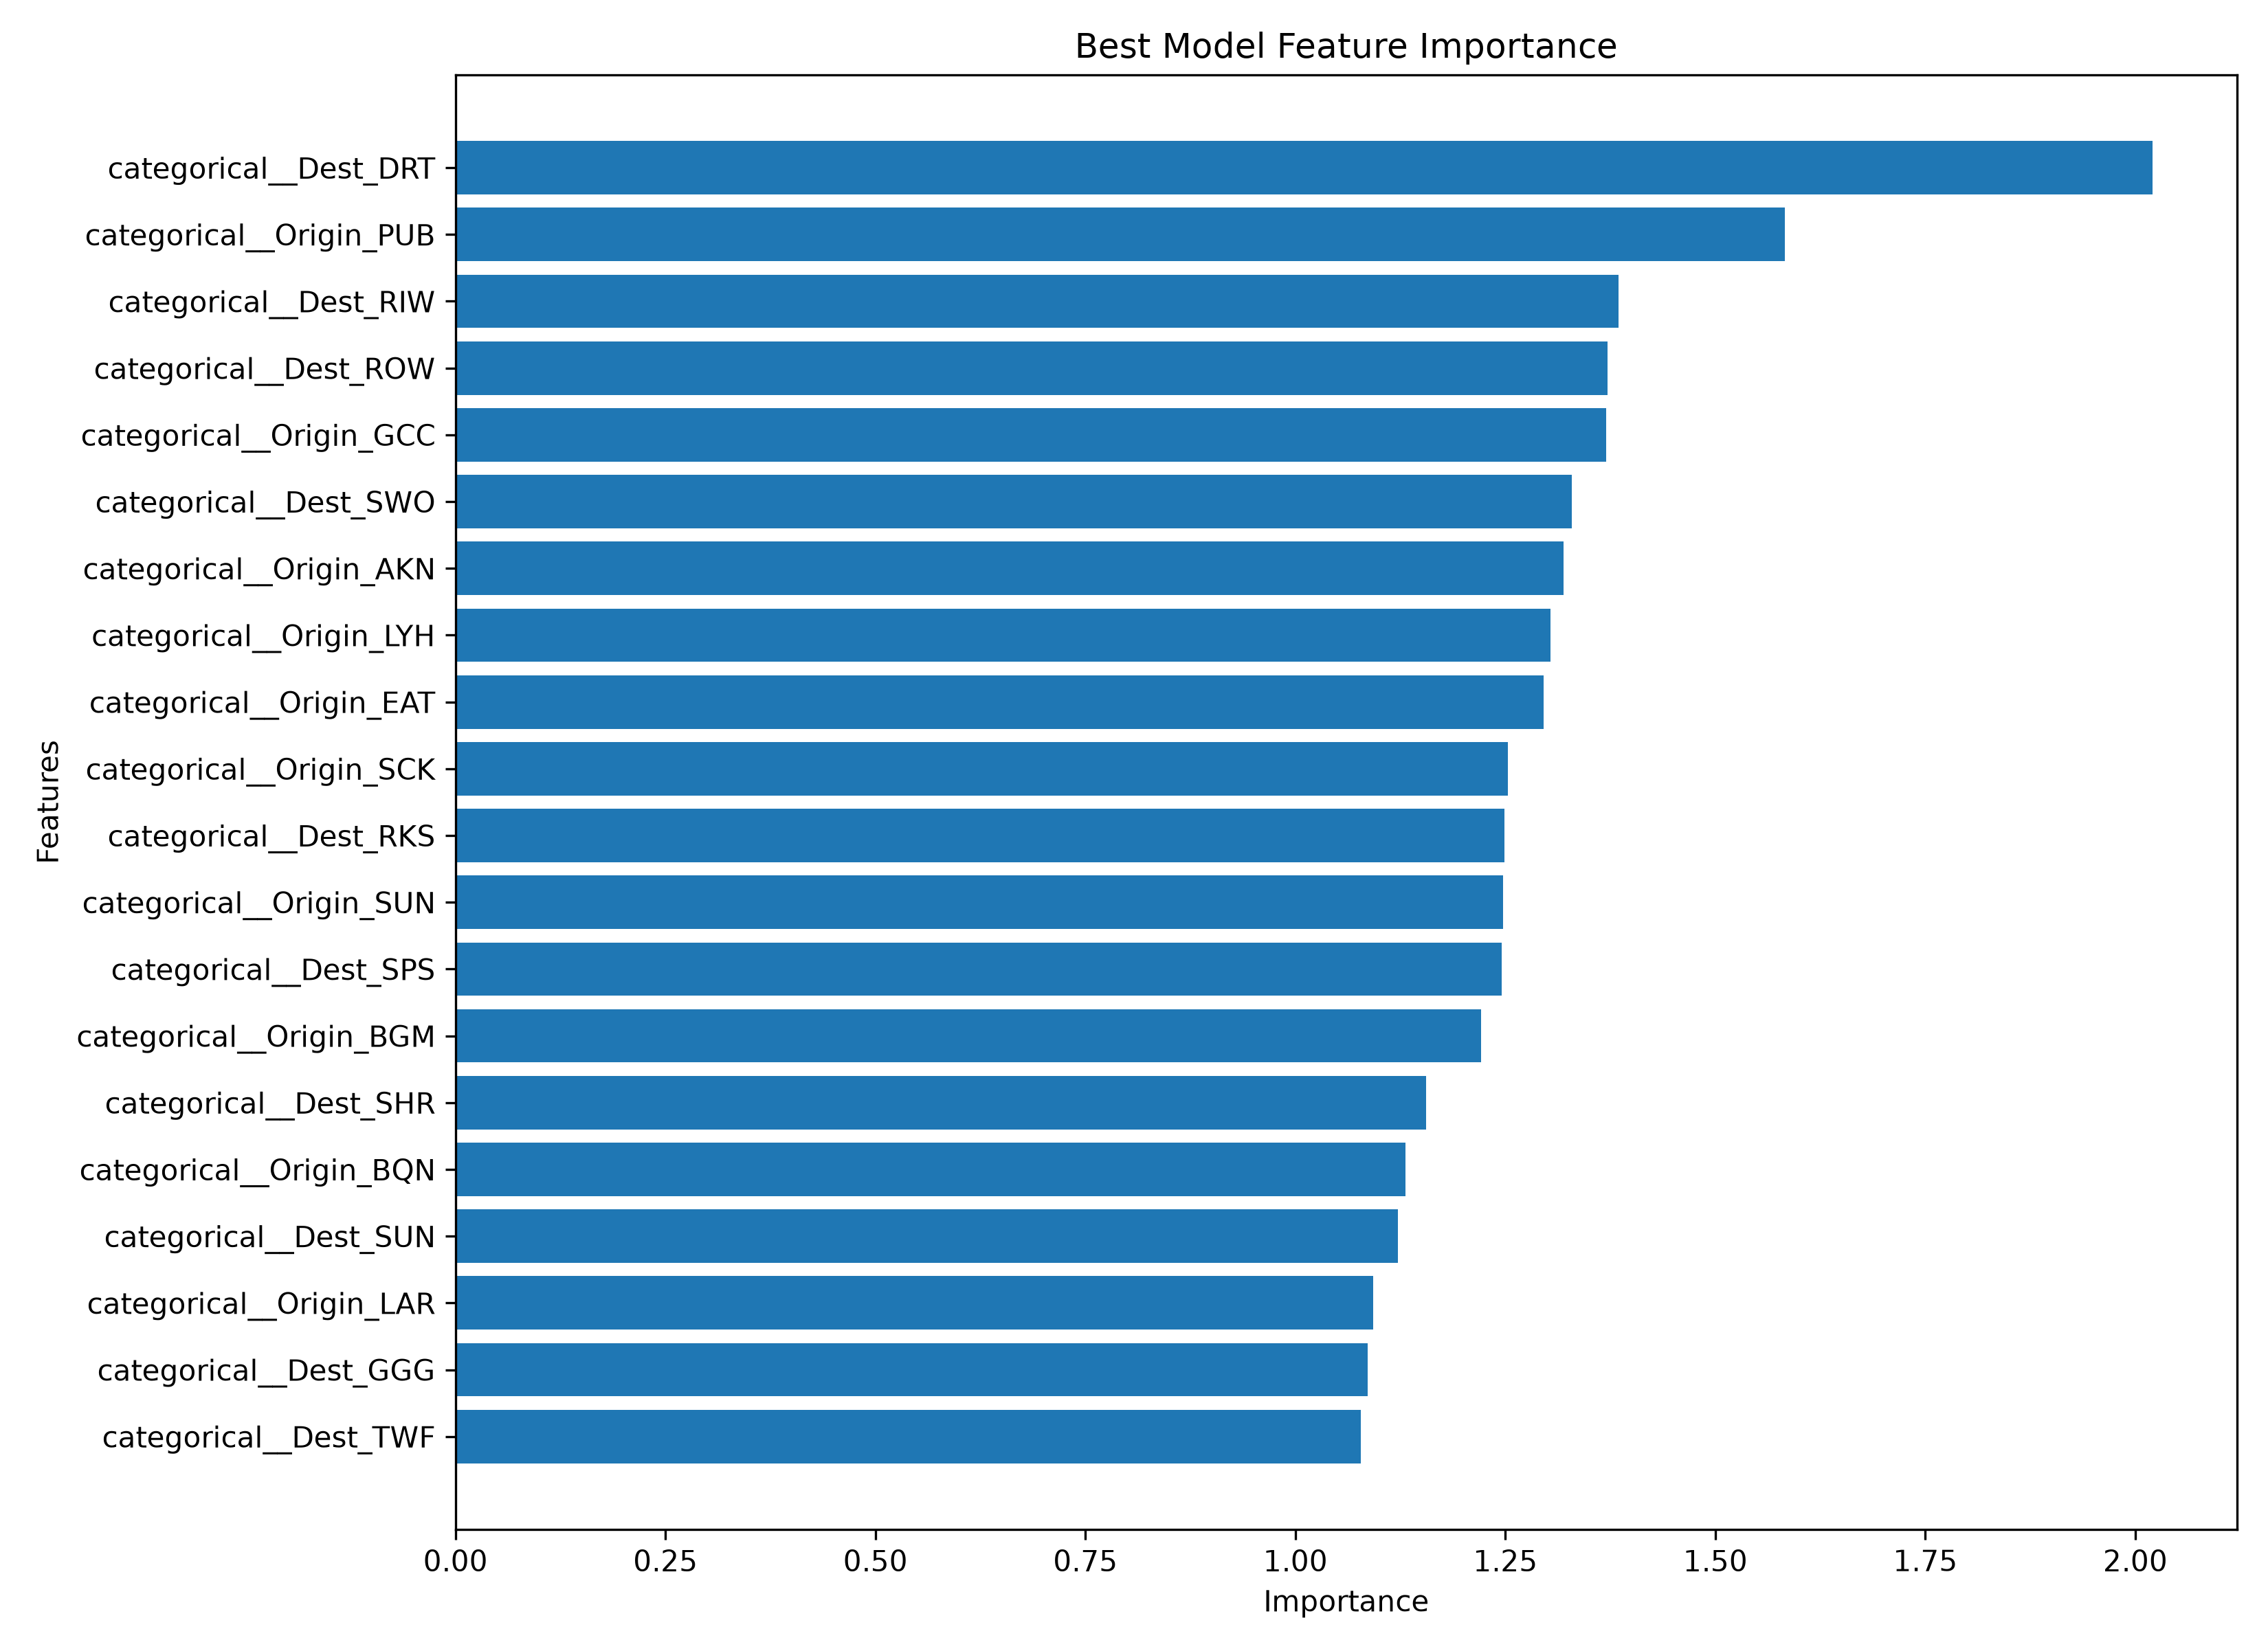 Best Model Feature Importance
categorical__Dest_DRT
categorical__Origin_PUB
categorical__Dest_RIW
categorical__Dest_ROW
categorical__Origin_GCC
categorical__Dest_SWO
categorical__Origin_AKN
categorical__Origin_LYH
categorical__Origin_EAT
categorical__Origin_SCK
categorical__Dest_RKS
categorical__Origin_SUN
categorical__Dest_SPS
categorical__Origin_BGM
categorical__Dest_SHR
categorical__Origin_BQN
categorical__Dest_SUN
categorical__Origin_LAR
categorical__Dest_GGG
categorical__Dest_TWF
Features
0.00 0.25 0.50 0.75 1.00 1.25 1.50 1.75 2.00
Importance